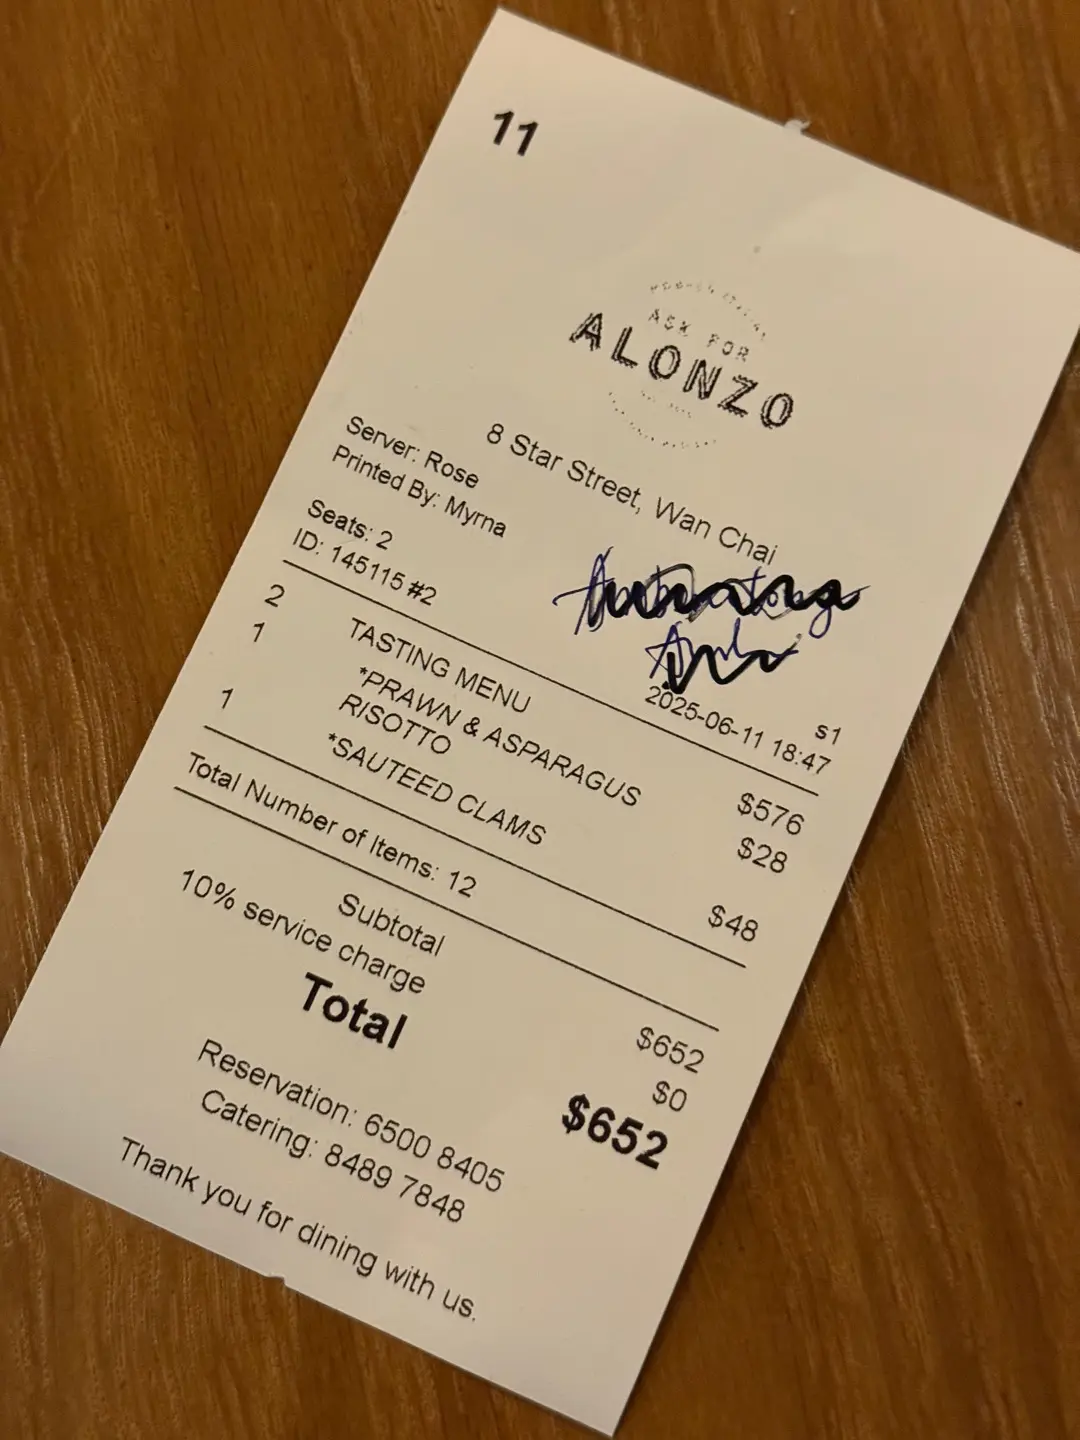 11
ASK FOR
ALONZO
8 Star Street, Wan Chai
Server: Rose
Printed By: Myrna
Seats: 2 s1
ID: 145115 #2 2025-06-11 18:47
2 TASTING MENU $576
1 *PRAWN & ASPARAGUS $28
RISOTTO
1 *SAUTEED CLAMS $48
Total Number of Items: 12
Subtotal $652
10% service charge $0
Total $652
Reservation: 6500 8405
Catering: 8489 7848
Thank you for dining with us.